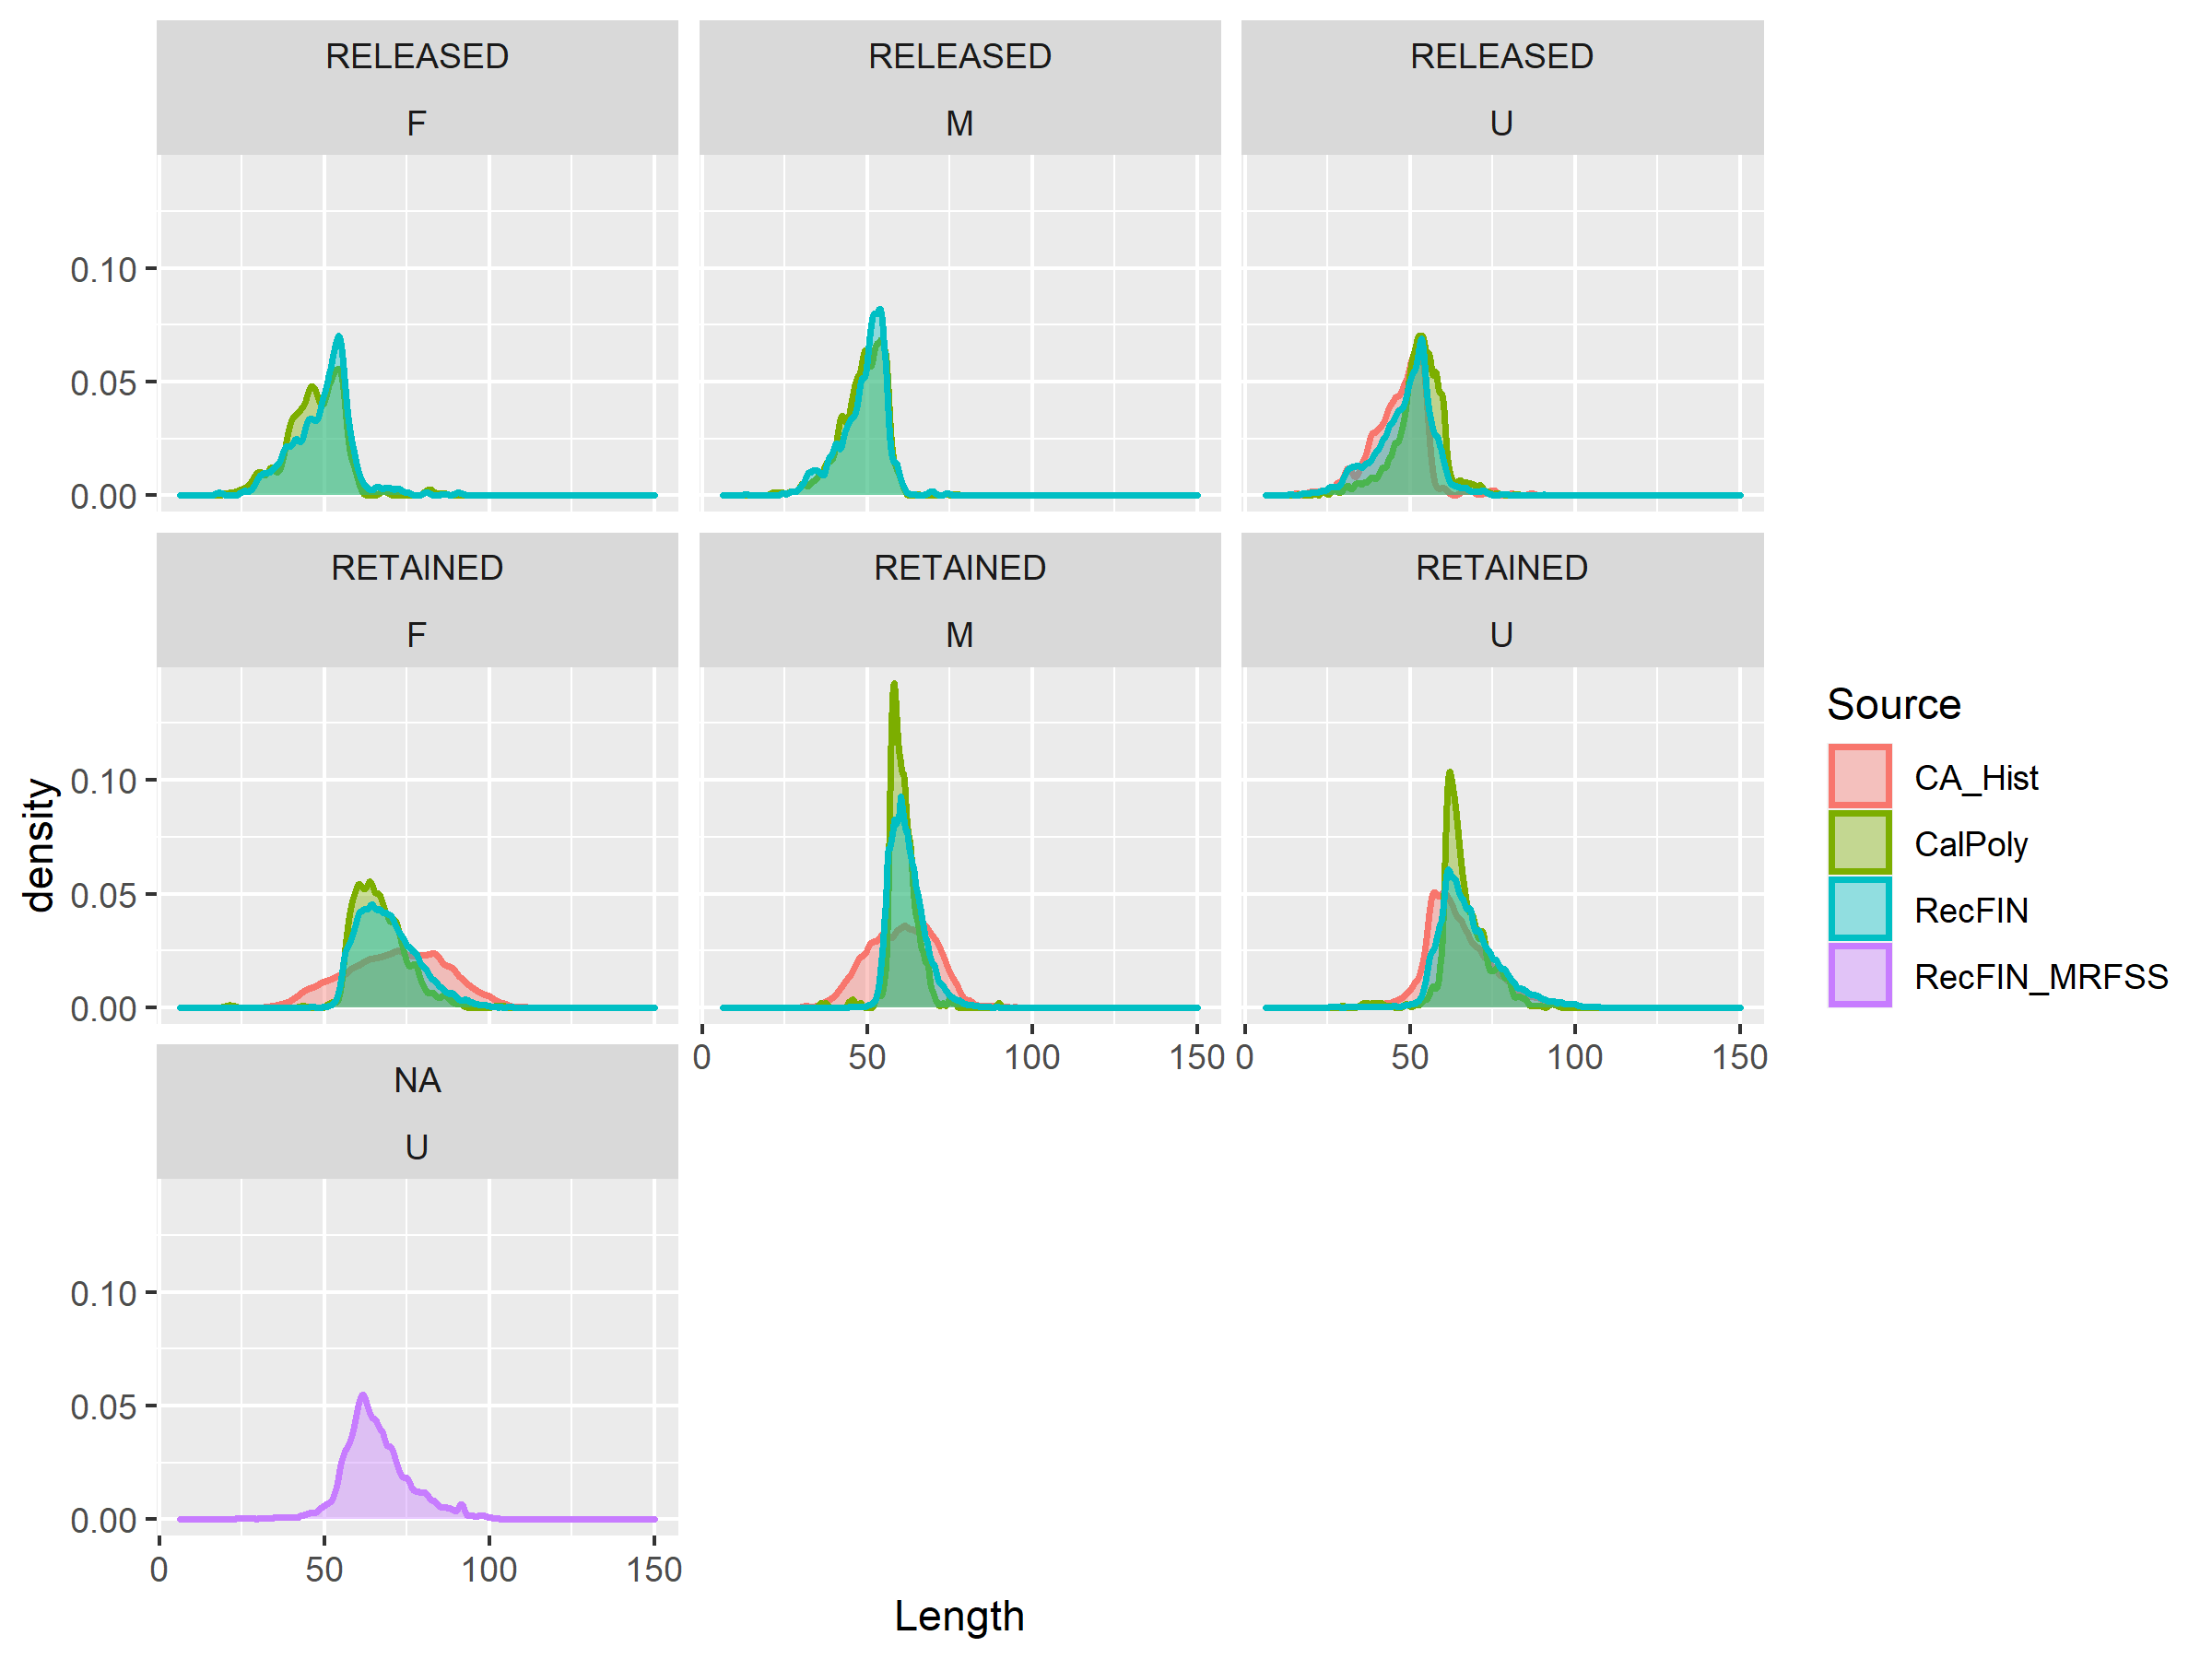 RELEASED
F
RELEASED
M
RELEASED
U
0.10
0.05
0.00
RETAINED
F
RETAINED
M
RETAINED
U
0.10
0.05
0.00
0 50 100 150
0 50 100 150
NA
U
0.10
0.05
0.00
0 50 100 150
density
Length
Source
CA_Hist
CalPoly
RecFIN
RecFIN_MRFSS